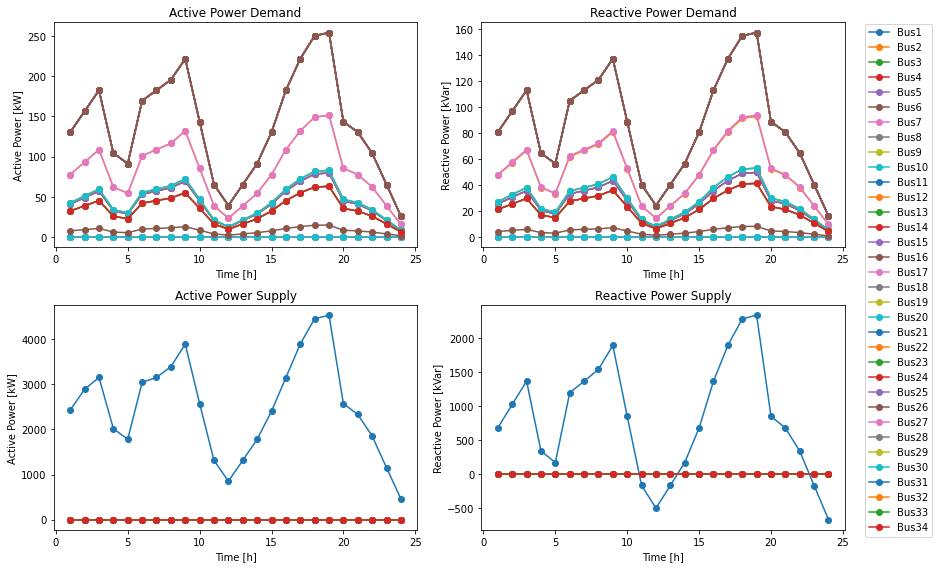 Active Power Demand
Active Power [kW]
250
200
150
100
50
0
0 5 10 15 20 25
Time [h]
Reactive Power Demand
Reactive Power [kVar]
160
140
120
100
80
60
40
20
0
0 5 10 15 20 25
Time [h]
Active Power Supply
Active Power [kW]
4000
3000
2000
1000
0
0 5 10 15 20 25
Time [h]
Reactive Power Supply
Reactive Power [kVar]
2000
1500
1000
500
0
−500
0 5 10 15 20 25
Time [h]
Bus1
Bus2
Bus3
Bus4
Bus5
Bus6
Bus7
Bus8
Bus9
Bus10
Bus11
Bus12
Bus13
Bus14
Bus15
Bus16
Bus17
Bus18
Bus19
Bus20
Bus21
Bus22
Bus23
Bus24
Bus25
Bus26
Bus27
Bus28
Bus29
Bus30
Bus31
Bus32
Bus33
Bus34